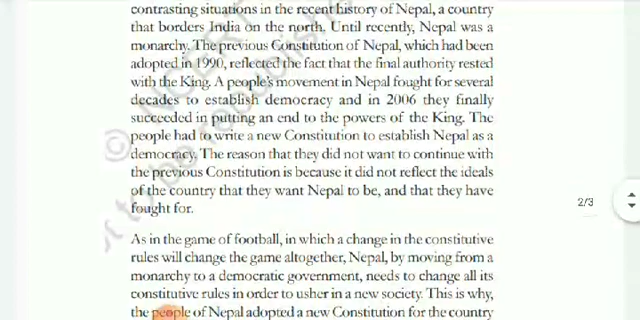 contrasting situations in the recent history of Nepal, a country
that borders India on the north. Until recently, Nepal was a
monarchy. The previous Constitution of Nepal, which had been
adopted in 1990, reflected the fact that the final authority rested
with the King. A people's movement in Nepal fought for several
decades to establish democracy and in 2006 they finally
succeeded in putting an end to the powers of the King. The
people had to write a new Constitution to establish Nepal as a
democracy. The reason that they did not want to continue with
the previous Constitution is because it did not reflect the ideals
of the country that they want Nepal to be, and that they have
fought for.
2/3
As in the game of football, in which a change in the constitutive
rules will change the game altogether, Nepal, by moving from a
monarchy to a democratic government, needs to change all its
constitutive rules in order to usher in a new society. This is why,
the people of Nepal adopted a new Constitution for the country
© NCERT
not to be republished